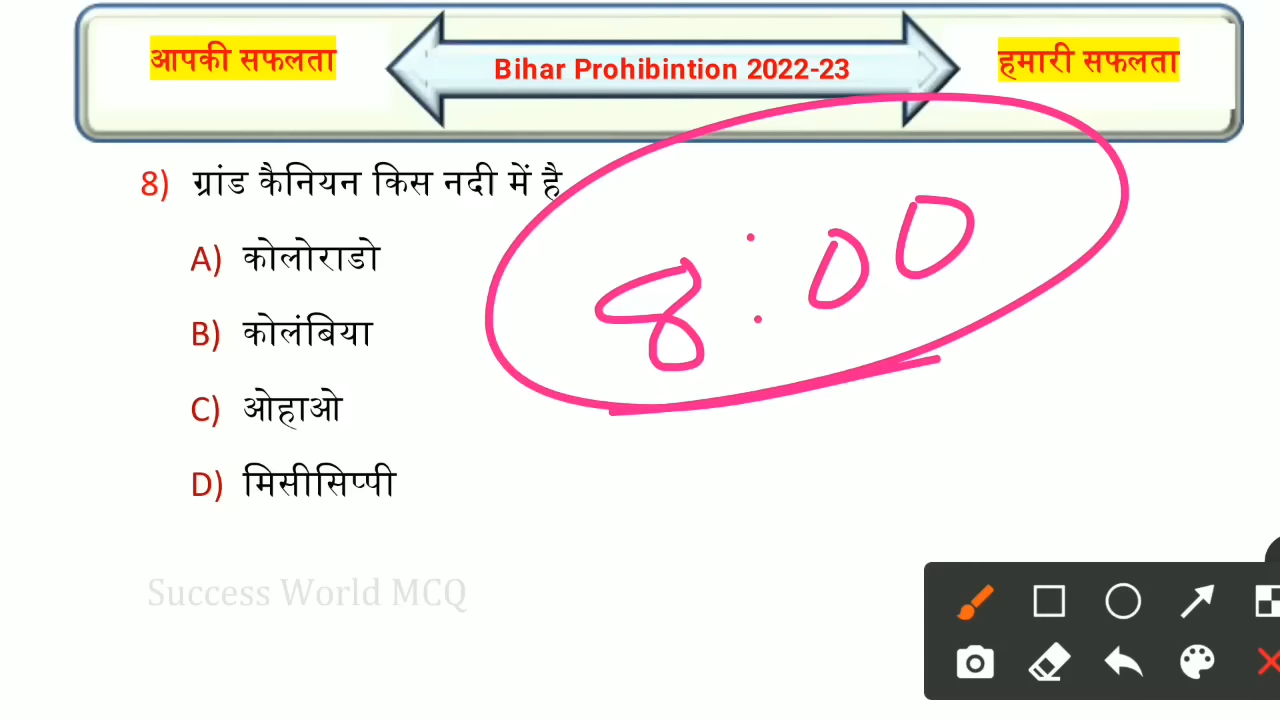 आपकी सफलता
Bihar Prohibintion 2022-23
हमारी सफलता
8) ग्रांड कैनियन किस नदी में है
8:00
A) कोलोराडो
B) कोलंबिया
C) ओहाओ
D) मिसीसिप्पी
Success World MCQ